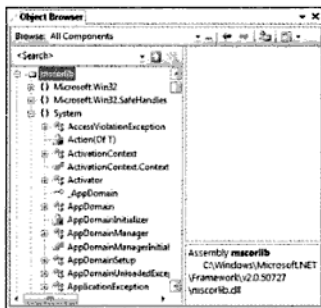 Object Browser
Browse: All Components
<Search>
mscorlib
{} Microsoft.Win32
{} Microsoft.Win32.SafeHandles
{} System
AccessViolationException
Action(Of T)
ActivationContext
ActivationContext.Context
Activator
_AppDomain
AppDomain
AppDomainInitializer
AppDomainManager
AppDomainManagerInitial
AppDomainSetup
AppDomainUnloadedExcep
ApplicationException
Assembly mscorlib
C:\Windows\Microsoft.NET
\Framework\v2.0.50727
\mscorlib.dll